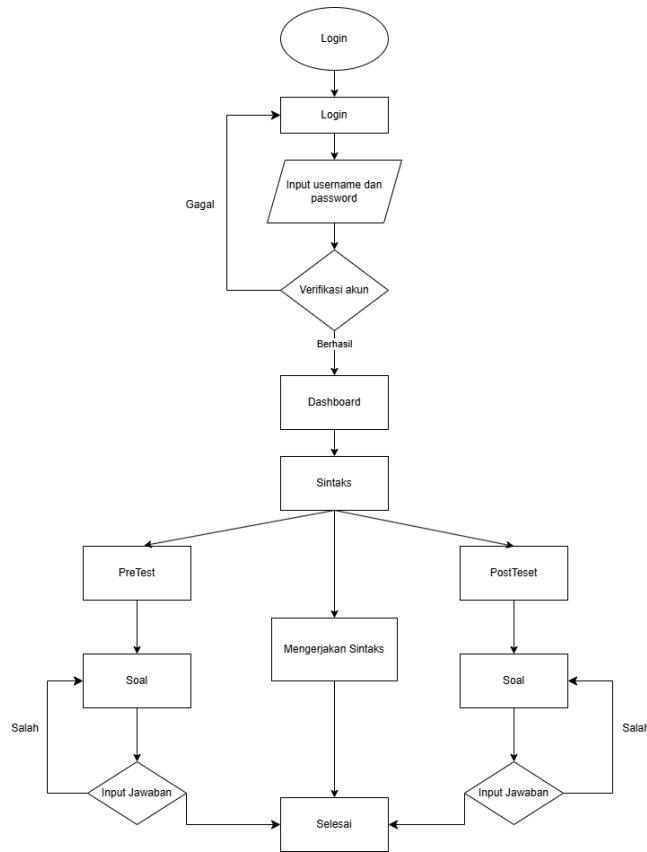 Login
Login
Input username dan
password
Gagal
Verifikasi akun
Berhasil
Dashboard
Sintaks
PreTest
PostTeset
Mengerjakan Sintaks
Soal
Soal
Salah
Salah
Input Jawaban
Input Jawaban
Selesai